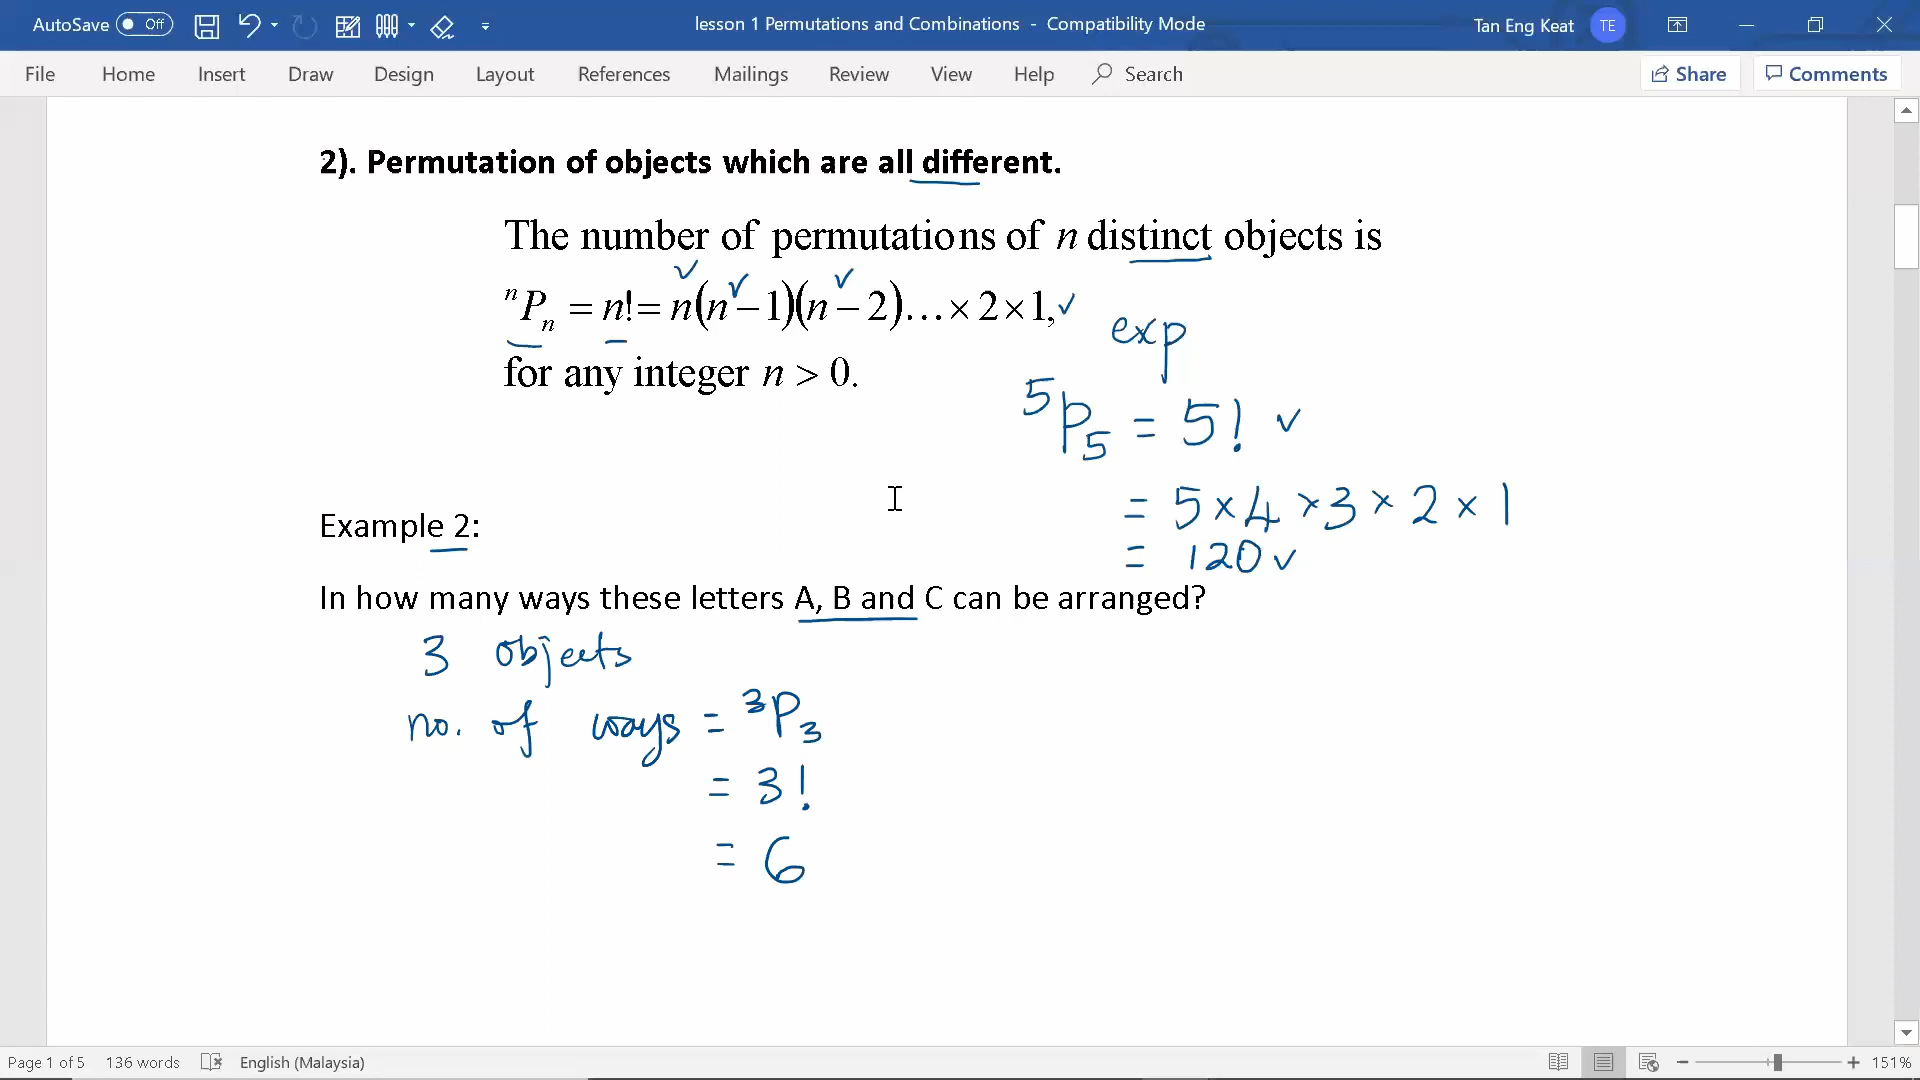 AutoSave Off
lesson 1 Permutations and Combinations - Compatibility Mode
Tan Eng Keat TE
File Home Insert Draw Design Layout References Mailings Review View Help Search Share Comments
2). Permutation of objects which are all different.
The number of permutations of n distinct objects is
ⁿPₙ = n! = n(n − 1)(n − 2)…× 2 × 1,
for any integer n > 0.
exp
⁵P₅ = 5! ✓
= 5 × 4 × 3 × 2 × 1
= 120 ✓
Example 2:
In how many ways these letters A, B and C can be arranged?
3 objects
no. of ways = ³P₃
= 3!
= 6
Page 1 of 5 136 words English (Malaysia) 151%